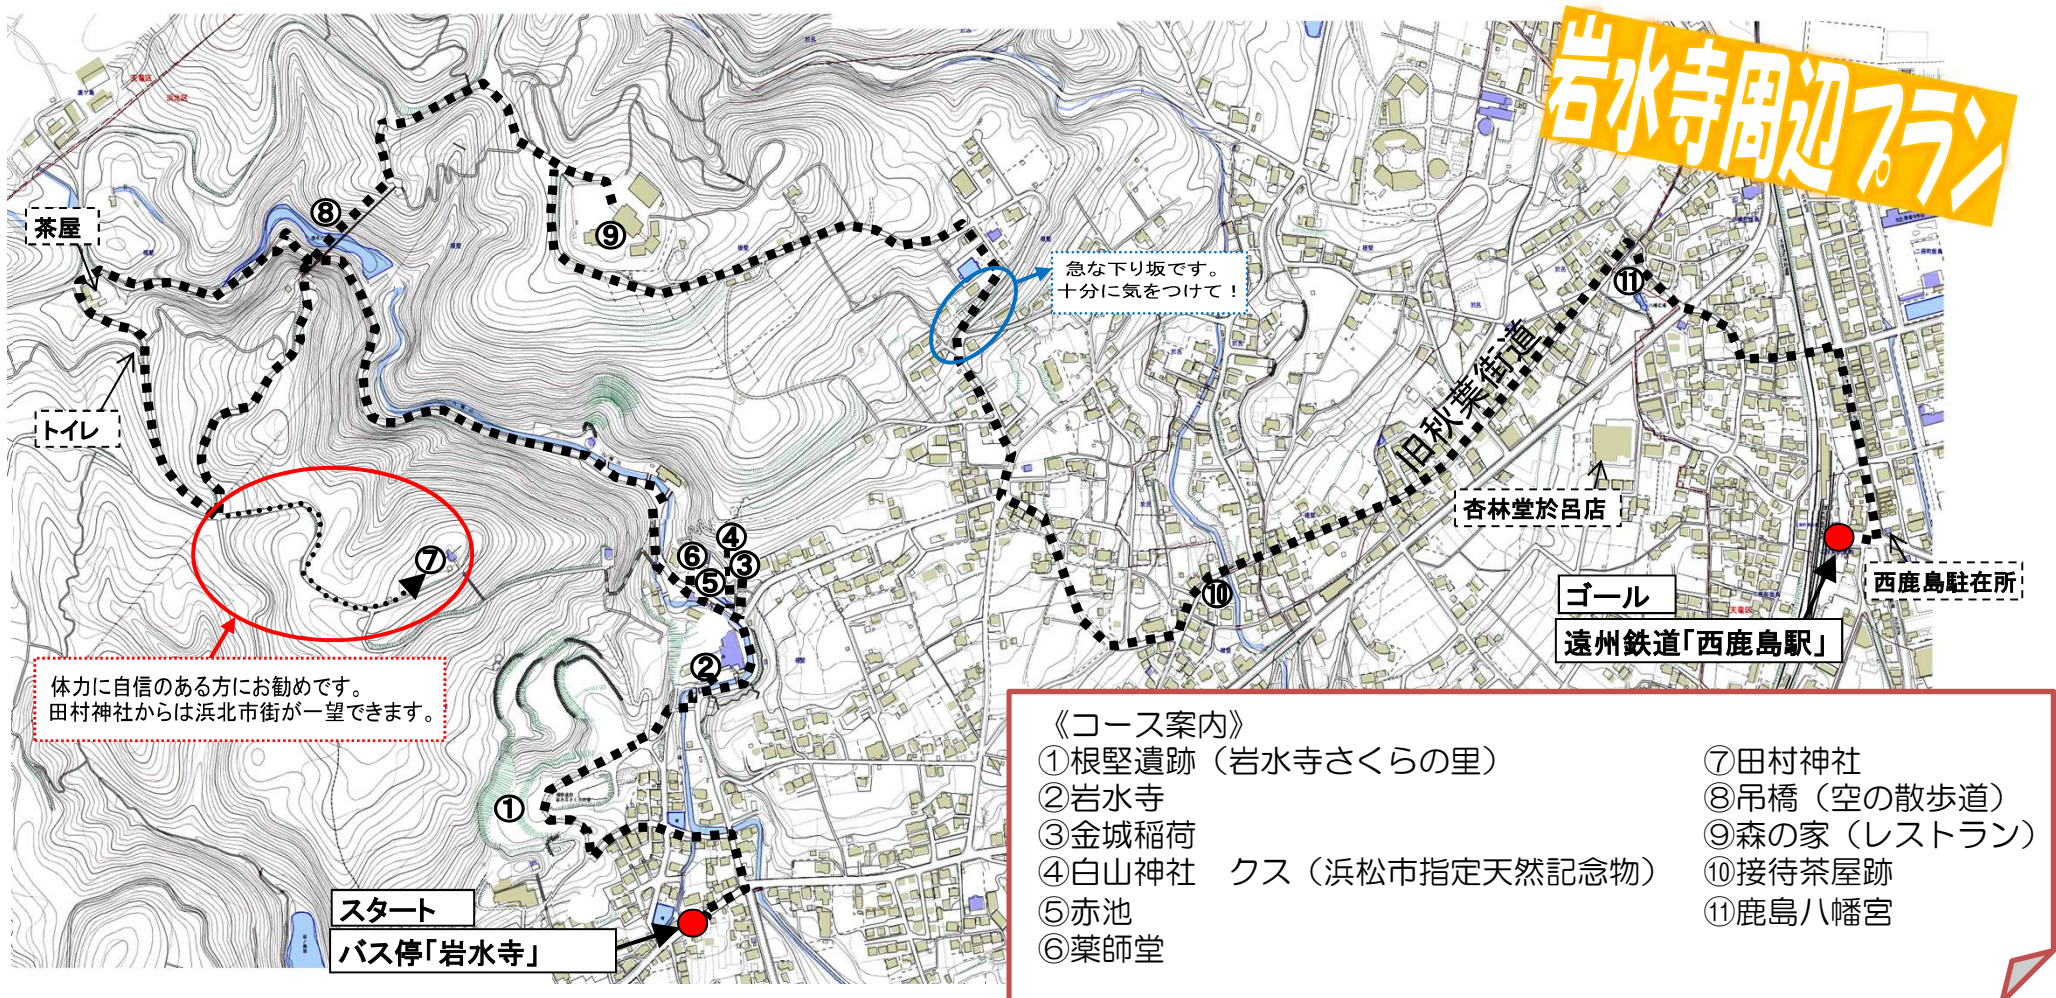 岩水寺周辺プラン
天竜区
浜北区
茶屋
⑧
⑨
急な下り坂です。
十分に気をつけて！
⑪
旧秋葉街道
トイレ
杏林堂於呂店
⑦
④
⑥
③
⑤
⑩
西鹿島駐在所
ゴール
遠州鉄道「西鹿島駅」
天竜区
体力に自信のある方にお勧めです。
田村神社からは浜北市街が一望できます。
②
①
スタート
バス停「岩水寺」
《コース案内》
①根堅遺跡（岩水寺さくらの里）
②岩水寺
③金城稲荷
④白山神社　クス（浜松市指定天然記念物）
⑤赤池
⑥薬師堂
⑦田村神社
⑧吊橋（空の散歩道）
⑨森の家（レストラン）
⑩接待茶屋跡
⑪鹿島八幡宮